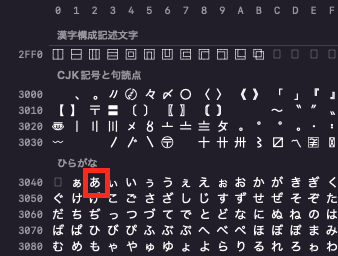 0 1 2 3 4 5 6 7 8 9 A B C D E F
漢字構成記述文字
2FF0 ⿰ ⿱ ⿲ ⿳ ⿴ ⿵ ⿶ ⿷ ⿸ ⿹ ⿺ ⿻
CJK記号と句読点
3000 、 。 〃 〄 々 〆 〇 〈 〉 《 》 「 」 『 』
3010 【 】 〒 〓 〔 〕 〖 〗 〘 〙 〜 〝 〞 〟
3020 〠 〡 〢 〣 〤 〥 〦 〧 〨 〩
3030 〰 〳 〴 〵 〶 〸 〹 〺 〻 〼 〽 〾
ひらがな
3040 ぁ あ ぃ い ぅ う ぇ え ぉ お か が き ぎ く
3050 ぐ け げ こ ご さ ざ し じ す ず せ ぜ そ ぞ た
3060 だ ち ぢ っ つ づ て で と ど な に ぬ ね の は
3070 ば ぱ ひ び ぴ ふ ぶ ぷ へ べ ぺ ほ ぼ ぽ ま み
3080 む め も ゃ や ゅ ゆ ょ よ ら り る れ ろ ゎ わ